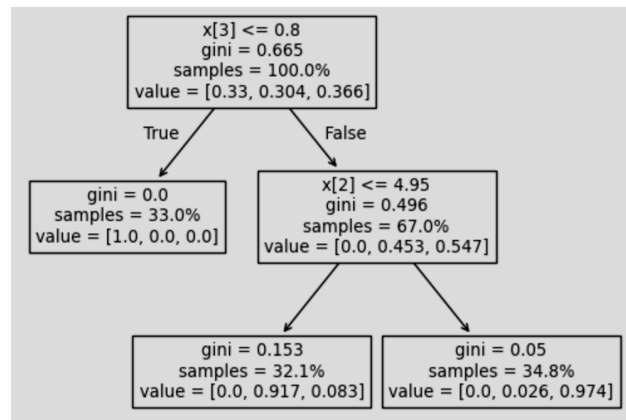 x[3] <= 0.8
gini = 0.665
samples = 100.0%
value = [0.33, 0.304, 0.366]
True
False
gini = 0.0
samples = 33.0%
value = [1.0, 0.0, 0.0]
x[2] <= 4.95
gini = 0.496
samples = 67.0%
value = [0.0, 0.453, 0.547]
gini = 0.153
samples = 32.1%
value = [0.0, 0.917, 0.083]
gini = 0.05
samples = 34.8%
value = [0.0, 0.026, 0.974]